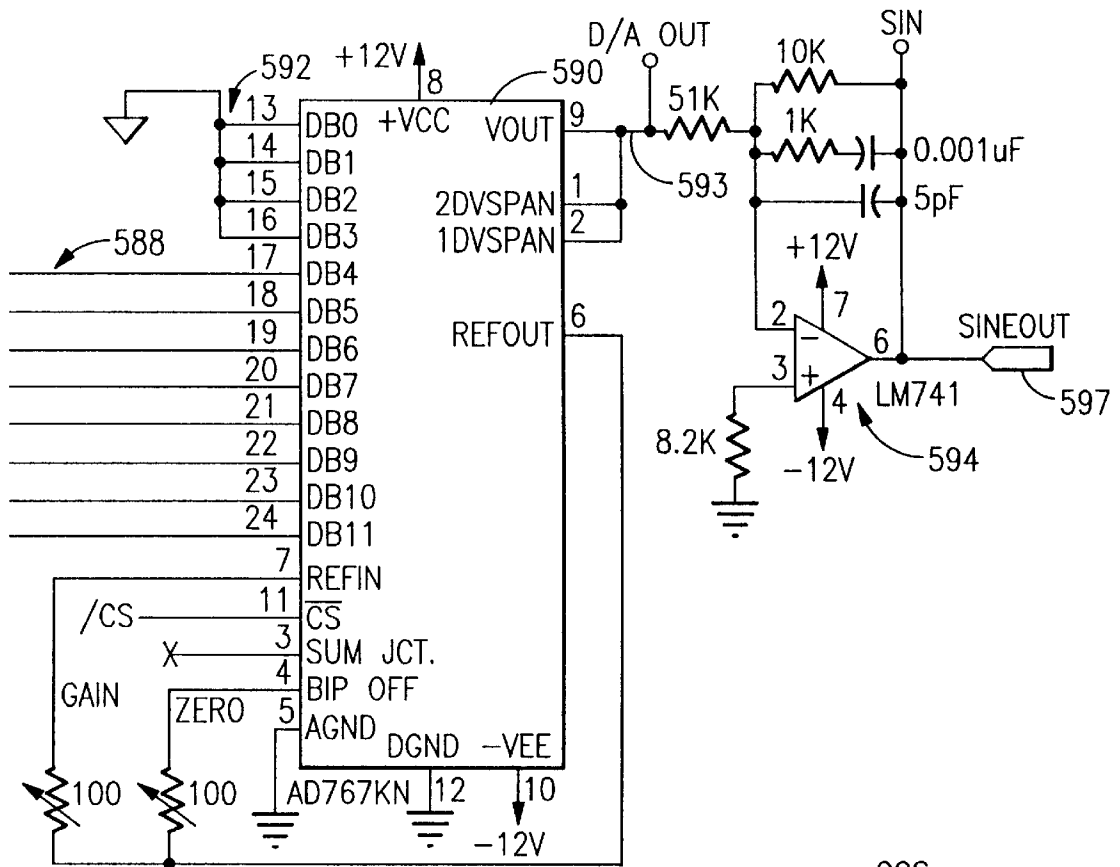 SIN
D/A OUT
+12V
592
8
590
10K
13
DB0
+VCC
VOUT
9
51K
1K
0.001uF
14
DB1
593
15
DB2
2DVSPAN
1
5pF
16
DB3
1DVSPAN
2
588
17
DB4
+12V
18
DB5
7
19
DB6
REFOUT
6
2
−
6
SINEOUT
20
DB7
3
+
4
LM741
597
21
DB8
8.2K
22
DB9
−12V
594
23
DB10
24
DB11
7
REFIN
/CS
11
CS
3
SUM JCT.
X
4
BIP OFF
GAIN
ZERO
5
AGND
DGND
−VEE
100
100
AD767KN
12
10
−12V